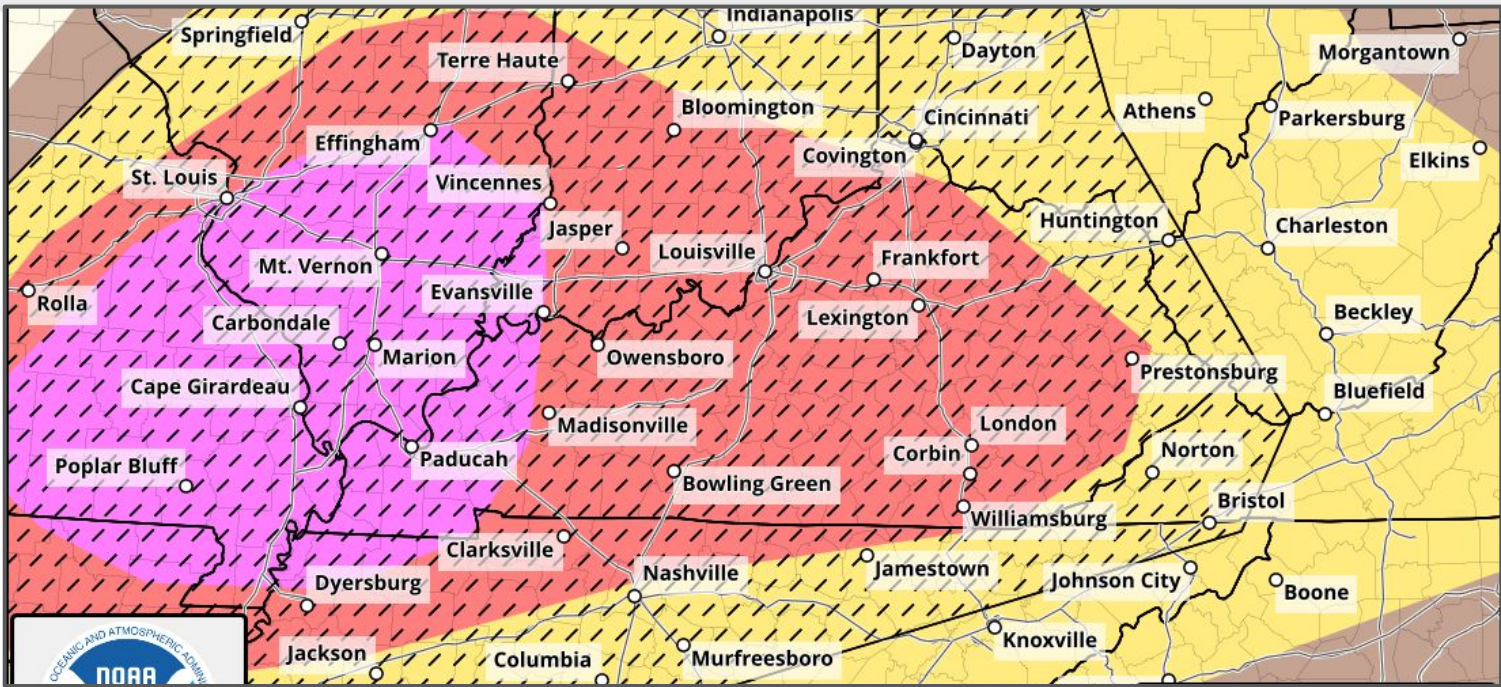 Indianapolis
Springfield
Dayton
Morgantown
Terre Haute
Bloomington
Athens
Parkersburg
Cincinnati
Effingham
Covington
Elkins
St. Louis
Vincennes
Huntington
Charleston
Jasper
Louisville
Frankfort
Mt. Vernon
Evansville
Rolla
Lexington
Beckley
Carbondale
Marion
Owensboro
Prestonsburg
Cape Girardeau
Bluefield
Madisonville
London
Corbin
Norton
Poplar Bluff
Paducah
Bowling Green
Bristol
Williamsburg
Clarksville
Nashville
Jamestown
Johnson City
Dyersburg
Boone
Knoxville
Jackson
Columbia
Murfreesboro
OCEANIC AND ATMOSPHERIC
NOAA